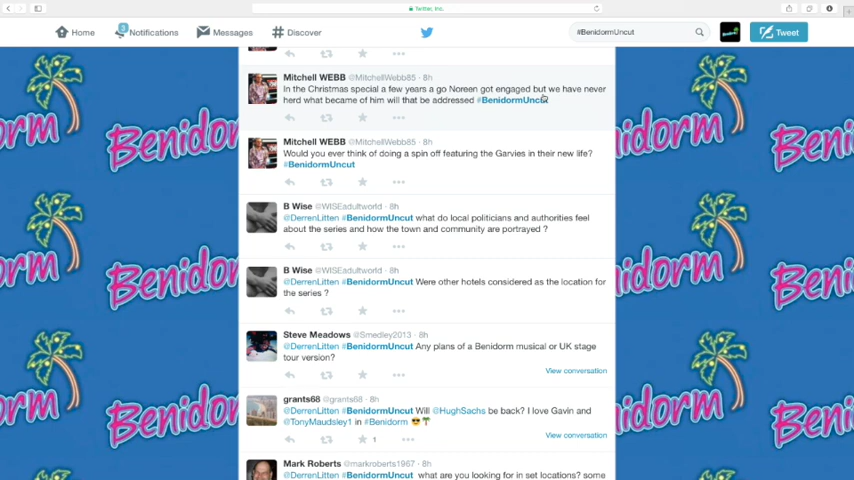 Twitter, Inc.
Home
3
Notifications
Messages
# Discover
#BenidormUncut
Tweet
Mitchell WEBB @MitchellWebb85 · 8h
In the Christmas special a few years a go Noreen got engaged but we have never
herd what became of him will that be addressed #BenidormUncut
Mitchell WEBB @MitchellWebb85 · 8h
Would you ever think of doing a spin off featuring the Garvies in their new life?
#BenidormUncut
B Wise @WISEadultworld · 8h
@DerrenLitten #BenidormUncut what do local politicians and authorities feel
about the series and how the town and community are portrayed ?
B Wise @WISEadultworld · 8h
@DerrenLitten #BenidormUncut Were other hotels considered as the location for
the series ?
Steve Meadows @Smedley2013 · 8h
@DerrenLitten #BenidormUncut Any plans of a Benidorm musical or UK stage
tour version?
View conversation
grants68 @grants68 · 8h
@DerrenLitten #BenidormUncut Will @HughSachs be back? I love Gavin and
@TonyMaudsley1 in #Benidorm 😎🌴
1
View conversation
Mark Roberts @markroberts1967 · 8h
@DerrenLitten #BenidormUncut what are you looking for in set locations? some
Benidorm
Benidorm
Benidorm
Benidorm
Benidorm
Benidorm